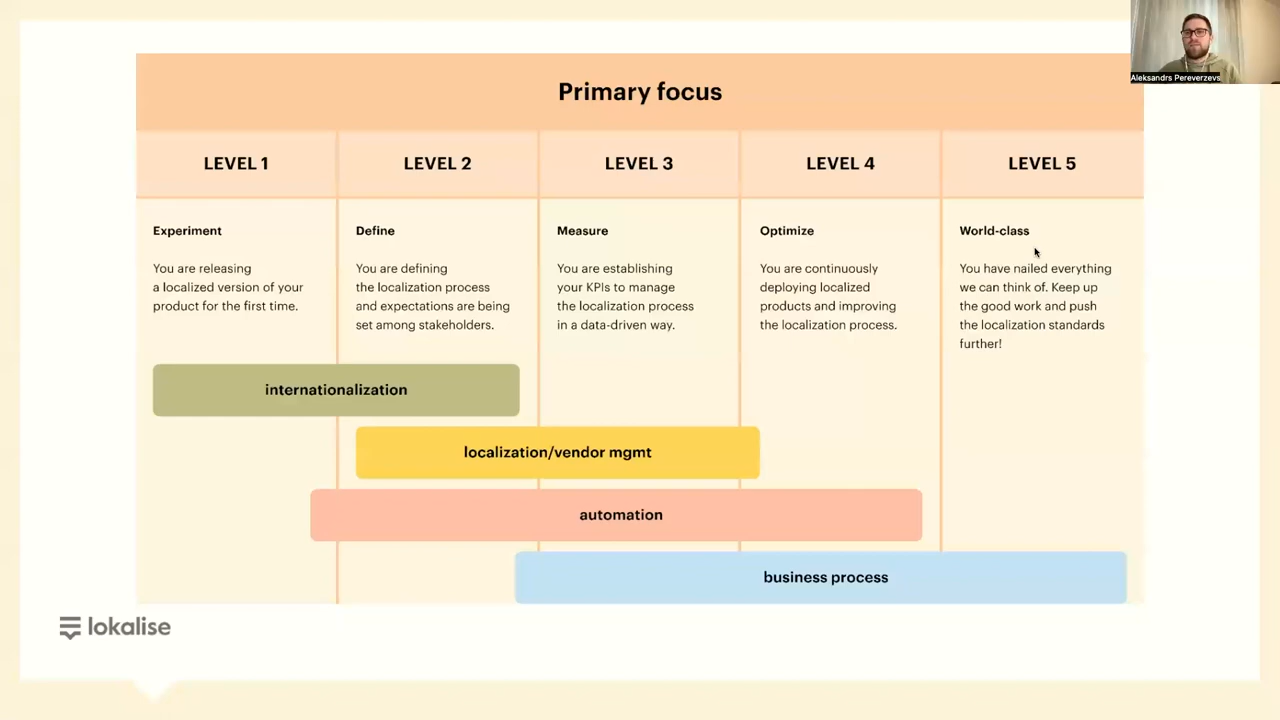 Aleksandrs Pereverzevs
Primary focus
LEVEL 1
LEVEL 2
LEVEL 3
LEVEL 4
LEVEL 5
Experiment
You are releasing
a localized version of your
product for the first time.
Define
You are defining
the localization process
and expectations are being
set among stakeholders.
Measure
You are establishing
your KPIs to manage
the localization process
in a data-driven way.
Optimize
You are continuously
deploying localized
products and improving
the localization process.
World-class
You have nailed everything
we can think of. Keep up
the good work and push
the localization standards
further!
internationalization
localization/vendor mgmt
automation
business process
lokalise